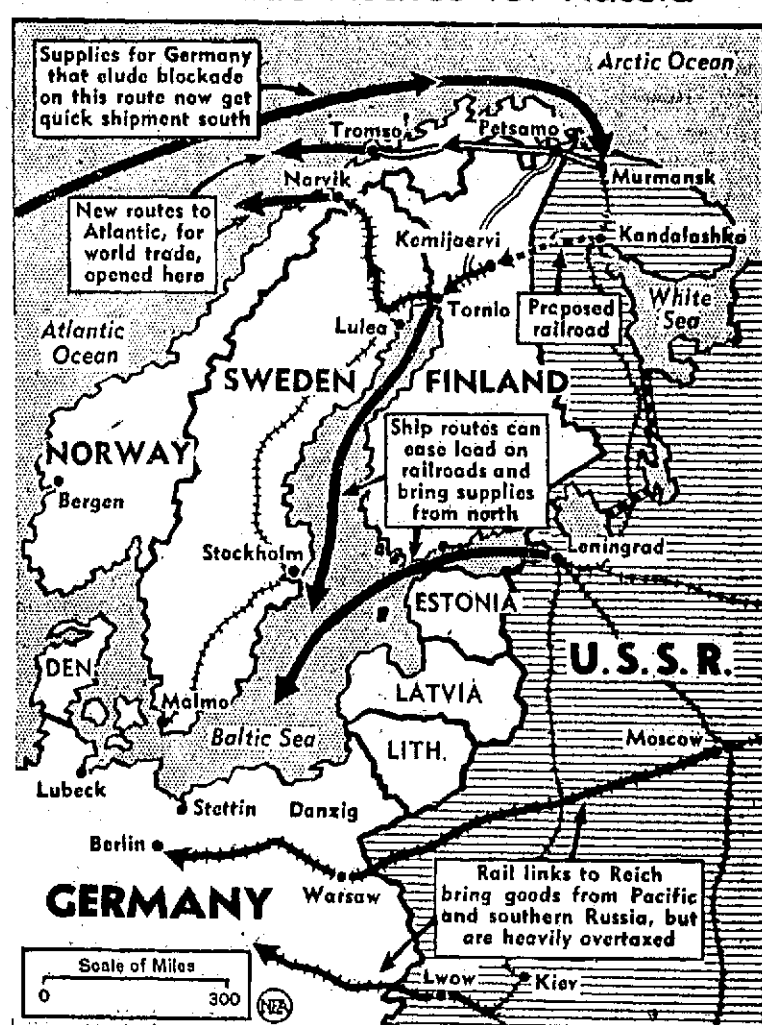 Supplies for Germany
that elude blockade
on this route now get
quick shipment south
Arctic Ocean
Tromso
Petsamo
Murmansk
Narvik
New routes to
Atlantic, for
world trade,
opened here
Kemijaervi
Kandalashka
White
Sea
Tornio
Proposed
railroad
Lulea
Atlantic
Ocean
SWEDEN
FINLAND
NORWAY
Ship routes can
ease load on
railroads and
bring supplies
from north
Bergen
Stockholm
Leningrad
ESTONIA
DEN
U.S.S.R.
LATVIA
Malmo
Baltic Sea
Moscow
LITH.
Lubeck
Stettin
Danzig
Berlin
Warsaw
Rail links to Reich
bring goods from Pacific
and southern Russia, but
are heavily overtaxed
GERMANY
Scale of Miles
0 300
NEA
Lwow
Kiev